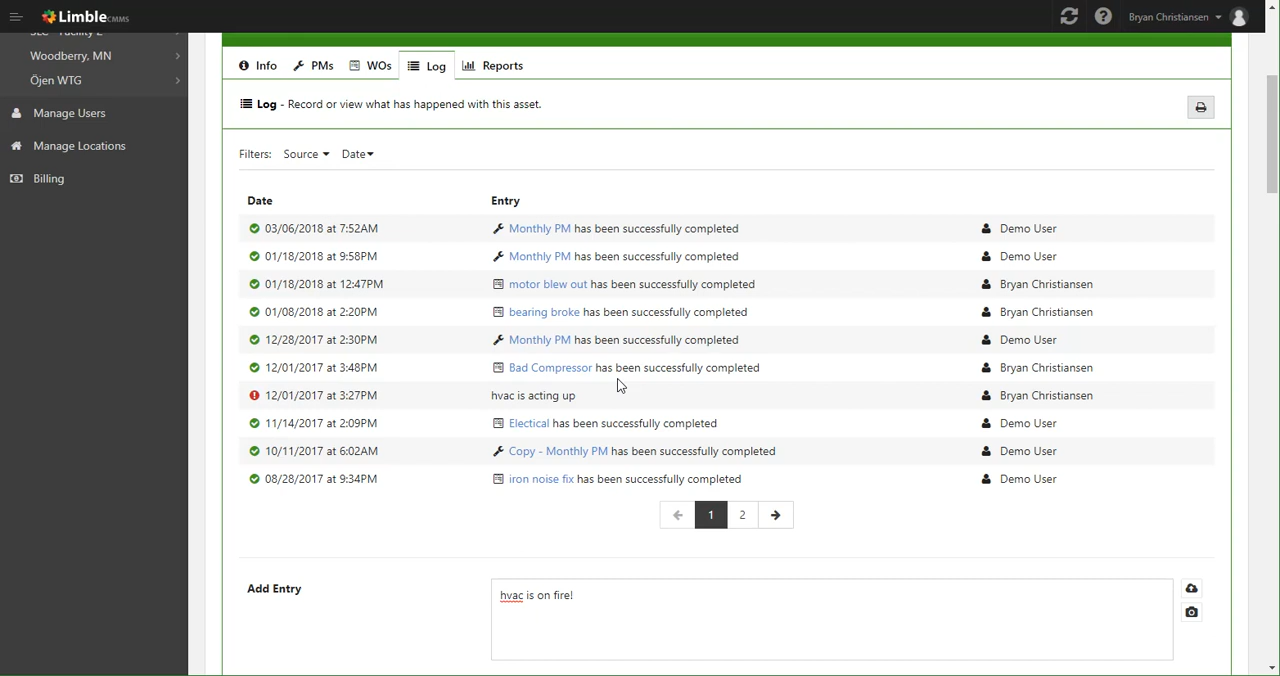 Limble CMMS
Bryan Christiansen
Woodberry, MN
Öjen WTG
Manage Users
Manage Locations
Billing
Info PMs WOs Log Reports
Log - Record or view what has happened with this asset.
Filters: Source Date
Date Entry
03/06/2018 at 7:52AM Monthly PM has been successfully completed Demo User
01/18/2018 at 9:58PM Monthly PM has been successfully completed Demo User
01/18/2018 at 12:47PM motor blew out has been successfully completed Bryan Christiansen
01/08/2018 at 2:20PM bearing broke has been successfully completed Bryan Christiansen
12/28/2017 at 2:30PM Monthly PM has been successfully completed Demo User
12/01/2017 at 3:48PM Bad Compressor has been successfully completed Bryan Christiansen
12/01/2017 at 3:27PM hvac is acting up Bryan Christiansen
11/14/2017 at 2:09PM Electical has been successfully completed Demo User
10/11/2017 at 6:02AM Copy - Monthly PM has been successfully completed Demo User
08/28/2017 at 9:34PM iron noise fix has been successfully completed Demo User
1 2
Add Entry
hvac is on fire!